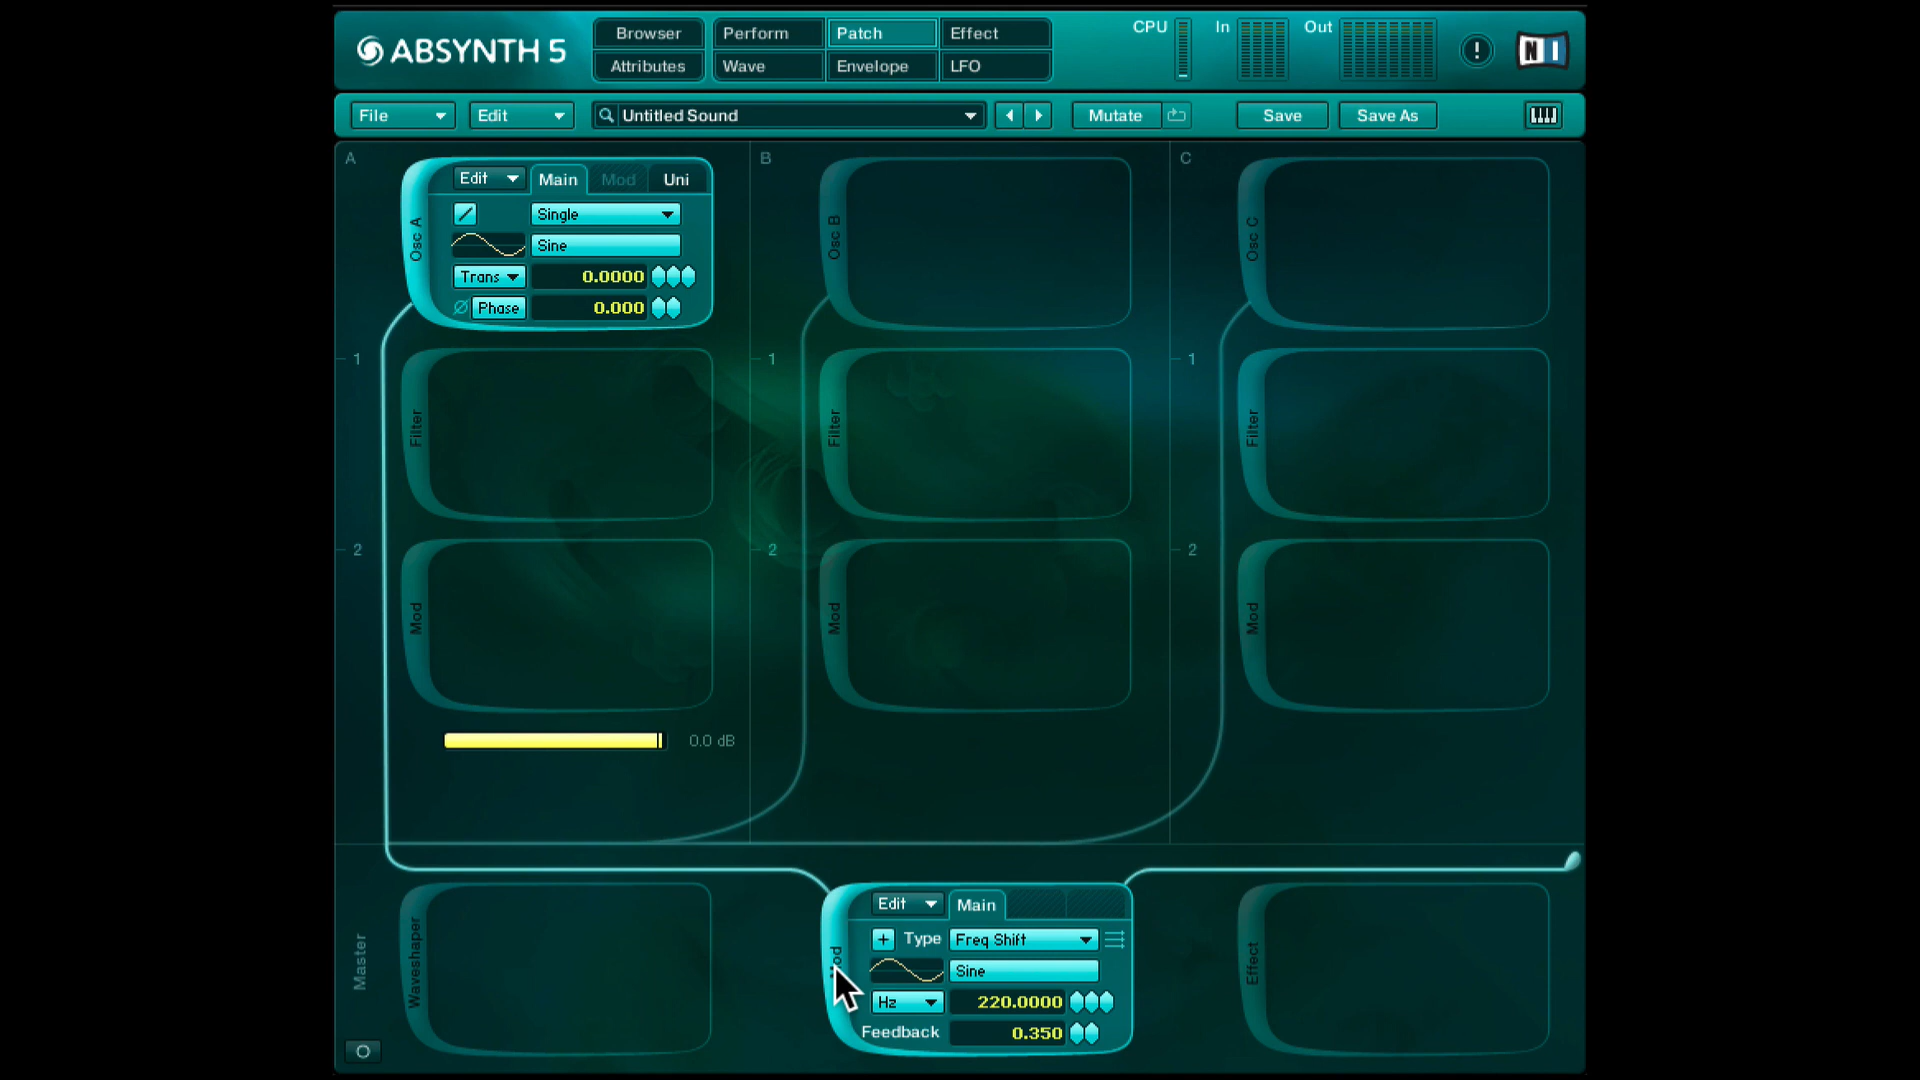 ABSYNTH 5
Browser
Perform
Patch
Effect
Attributes
Wave
Envelope
LFO
CPU
In
Out
!
NI
File
Edit
Untitled Sound
Mutate
Save
Save As
A
B
C
Osc A
Edit
Main
Mod
Uni
Single
Sine
Trans
0.0000
Phase
0.000
Osc B
Osc C
1
1
1
Filter
Filter
Filter
2
2
2
Mod
Mod
Mod
0.0 dB
Master
Waveshaper
Mod
Edit
Main
Type
Freq Shift
Sine
Hz
220.0000
Feedback
0.350
Effect